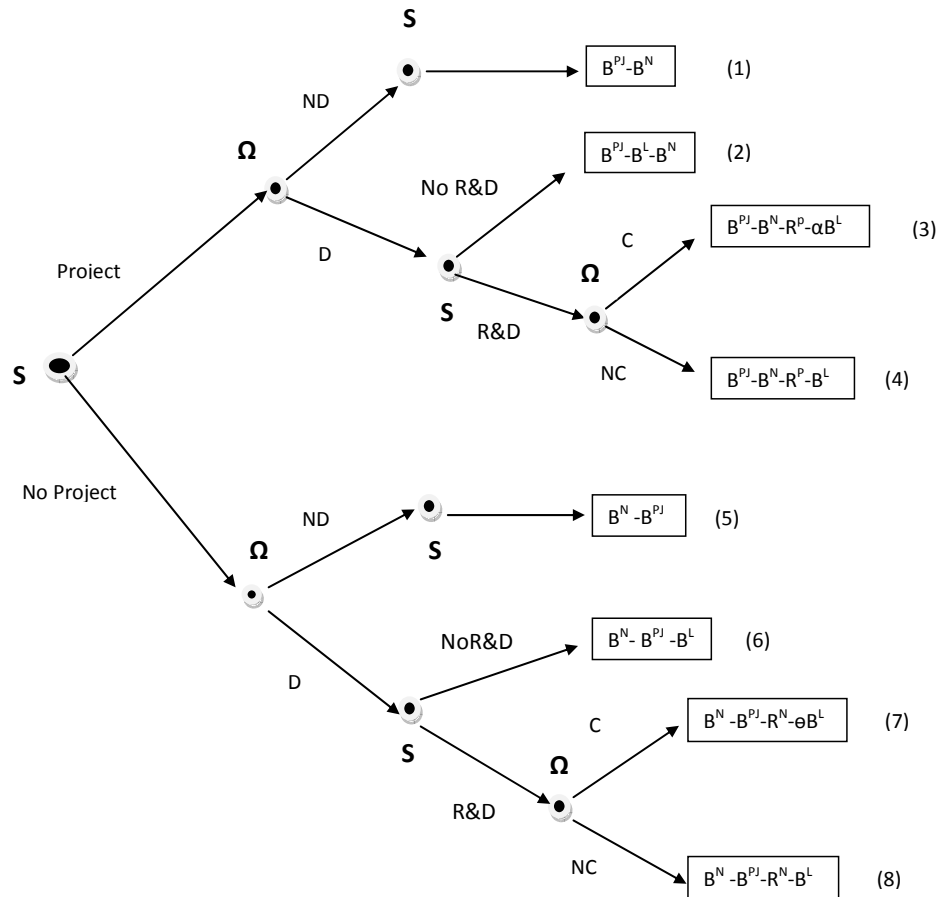 S
B^PJ-B^N (1)
ND
Ω
B^PJ-B^L-B^N (2)
No R&D
B^PJ-B^N-R^p-αB^L (3)
C
D
Ω
Project
S
R&D
S
NC
B^PJ-B^N-R^P-B^L (4)
No Project
ND
B^N -B^PJ (5)
Ω
S
NoR&D
B^N- B^PJ -B^L (6)
D
B^N -B^PJ-R^N-ɵB^L (7)
C
S
Ω
R&D
NC
B^N -B^PJ-R^N-B^L (8)